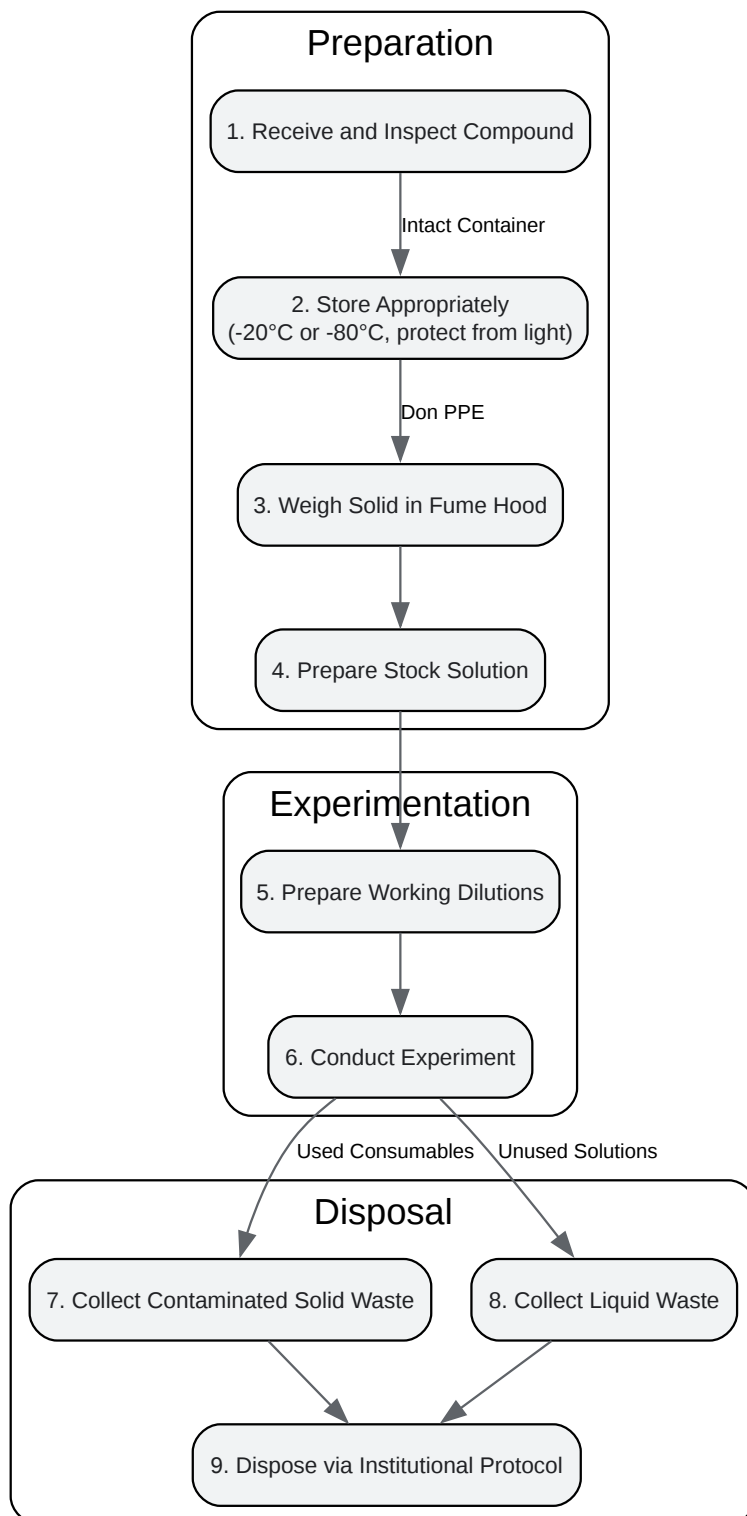 Preparation
1. Receive and Inspect Compound
Intact Container
2. Store Appropriately
(-20°C or -80°C, protect from light)
Don PPE
3. Weigh Solid in Fume Hood
4. Prepare Stock Solution
Experimentation
5. Prepare Working Dilutions
6. Conduct Experiment
Used Consumables
Unused Solutions
Disposal
7. Collect Contaminated Solid Waste
8. Collect Liquid Waste
9. Dispose via Institutional Protocol